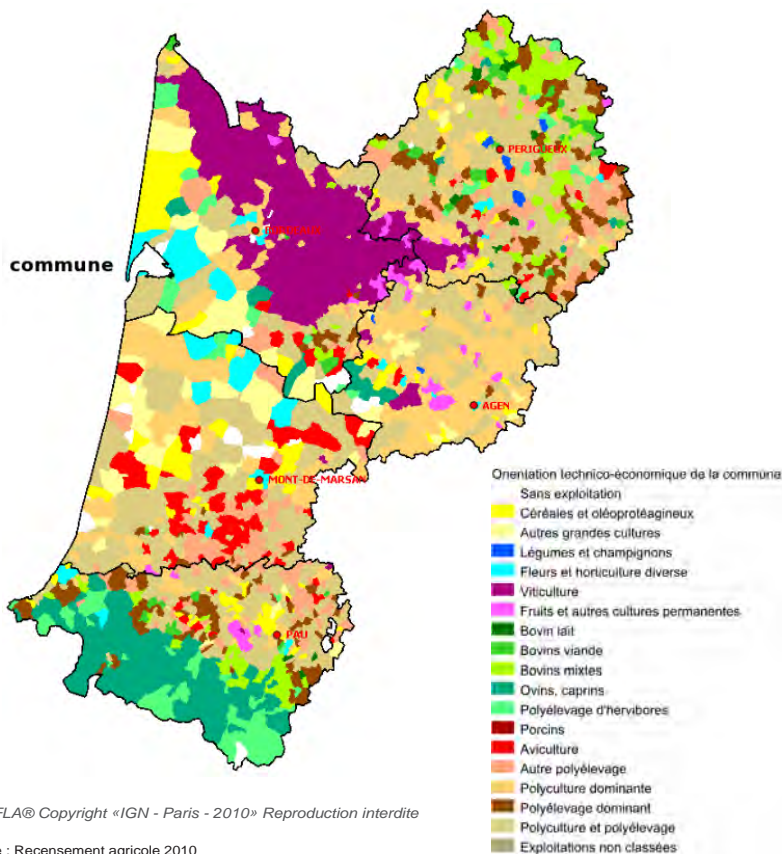 PERIGUEUX
BORDEAUX
commune
AGEN
MONT-DE-MARSAN
PAU
Orientation technico-économique de la commune
Sans exploitation
Céréales et oléoprotéagineux
Autres grandes cultures
Légumes et champignons
Fleurs et horticulture diverse
Viticulture
Fruits et autres cultures permanentes
Bovin lait
Bovins viande
Bovins mixtes
Ovins, caprins
Polyélevage d'hervibores
Porcins
Aviculture
Autre polyélevage
Polyculture dominante
Polyélevage dominant
Polyculture et polyélevage
Exploitations non classées
FLA® Copyright «IGN - Paris - 2010» Reproduction interdite
e : Recensement agricole 2010